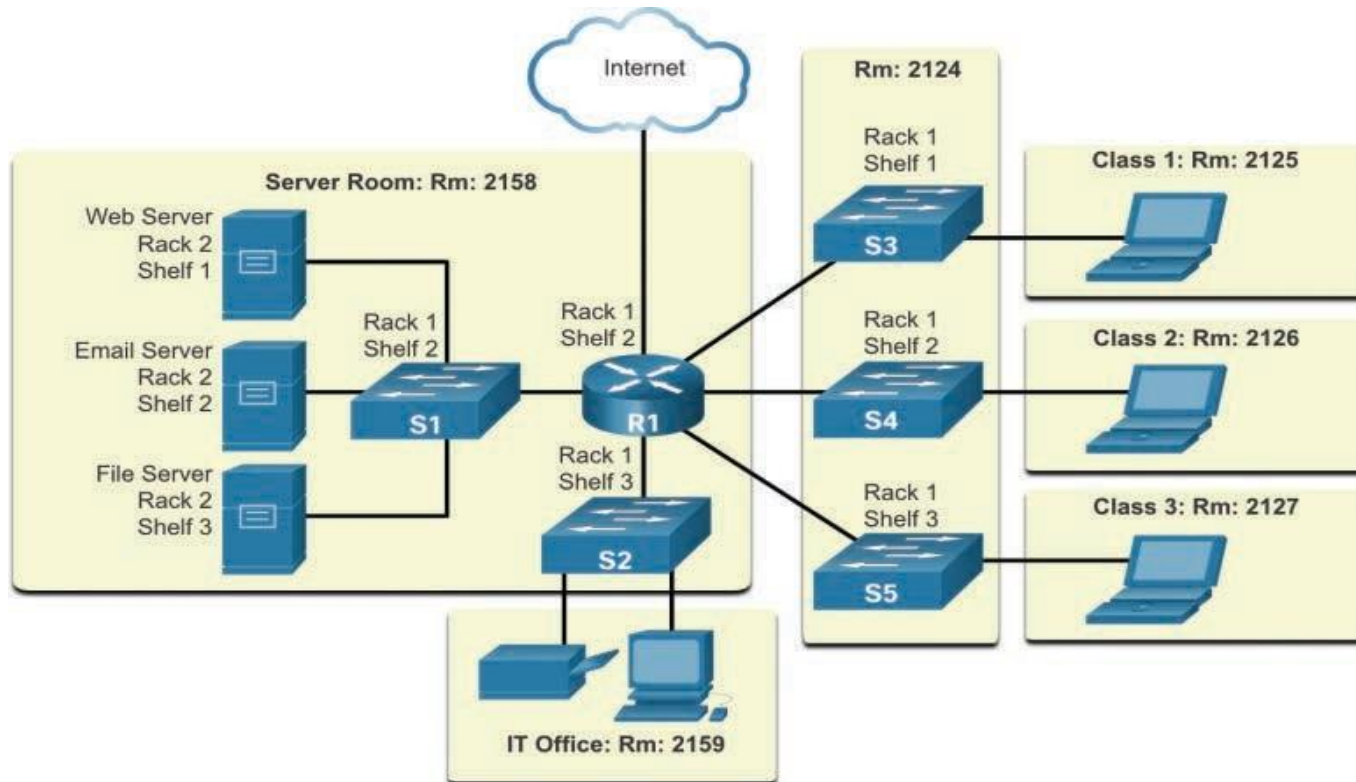 Internet
Server Room: Rm: 2158
Web Server
Rack 2
Shelf 1
Email Server
Rack 2
Shelf 2
File Server
Rack 2
Shelf 3
Rack 1
Shelf 2
S1
Rack 1
Shelf 2
R1
Rack 1
Shelf 3
S2
IT Office: Rm: 2159
Rm: 2124
Rack 1
Shelf 1
S3
Rack 1
Shelf 2
S4
Rack 1
Shelf 3
S5
Class 1: Rm: 2125
Class 2: Rm: 2126
Class 3: Rm: 2127